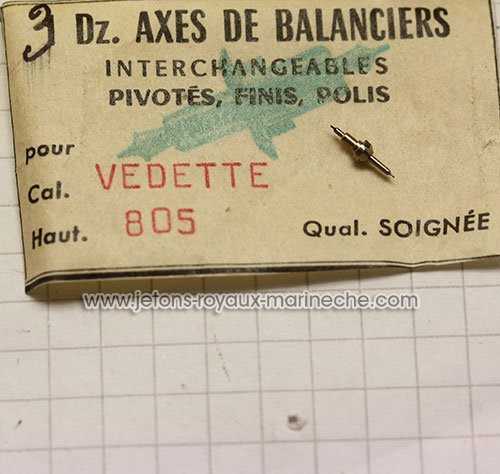 3 Dz. AXES DE BALANCIERS
INTERCHANGEABLES
PIVOTÉS, FINIS, POLIS
pour
Cal. VEDETTE
Haut. 805 Qual. SOIGNÉE
www.jetons-royaux-marineche.com